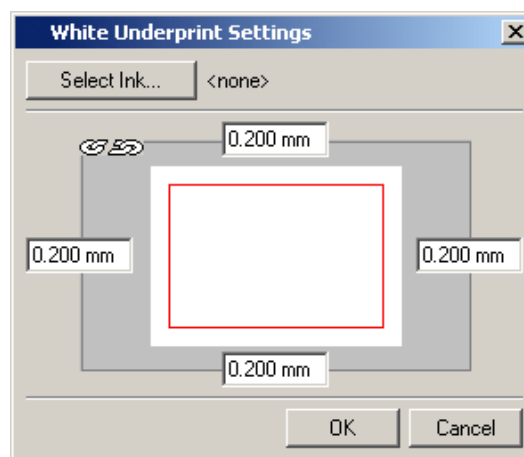 White Underprint Settings
Select Ink... <none>
0.200 mm
0.200 mm 0.200 mm
0.200 mm
OK Cancel